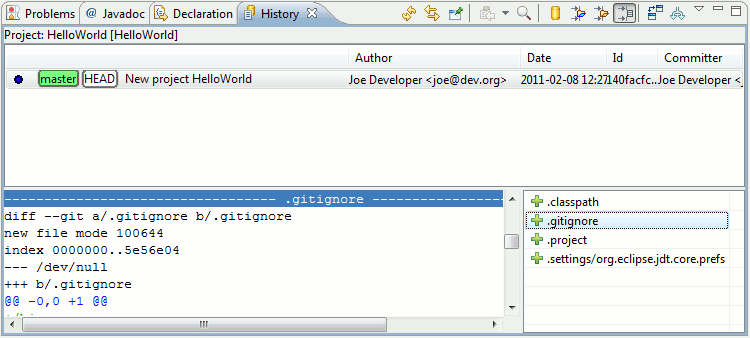 Problems @ Javadoc Declaration History
Project: HelloWorld [HelloWorld]
Author Date Id Committer
master HEAD New project HelloWorld Joe Developer <joe@dev.org> 2011-02-08 12:27 140facfc... Joe Developer <j
------------------------------- .gitignore -------------------
diff --git a/.gitignore b/.gitignore
new file mode 100644
index 0000000..5e56e04
--- /dev/null
+++ b/.gitignore
@@ -0,0 +1 @@
.classpath
.gitignore
.project
.settings/org.eclipse.jdt.core.prefs